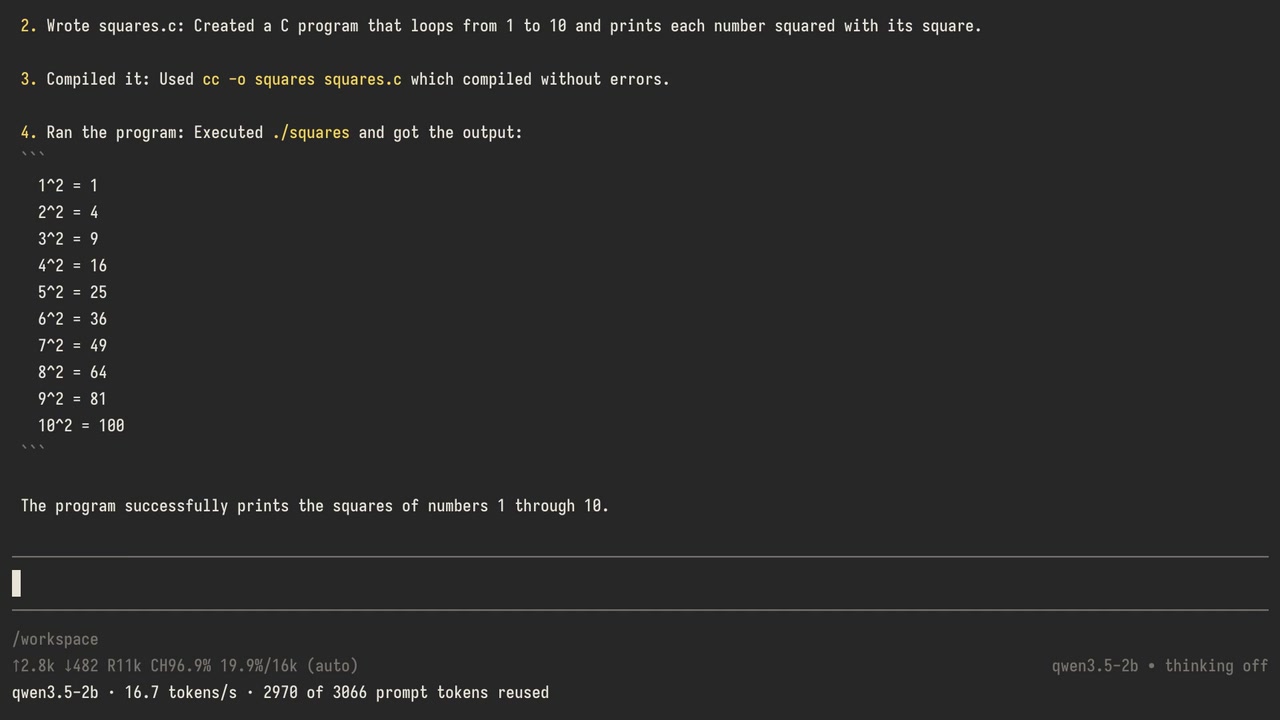 2. Wrote squares.c: Created a C program that loops from 1 to 10 and prints each number squared with its square.
3. Compiled it: Used cc -o squares squares.c which compiled without errors.
4. Ran the program: Executed ./squares and got the output:
```
1^2 = 1
2^2 = 4
3^2 = 9
4^2 = 16
5^2 = 25
6^2 = 36
7^2 = 49
8^2 = 64
9^2 = 81
10^2 = 100
```
The program successfully prints the squares of numbers 1 through 10.
/workspace
↑2.8k ↓482 R11k CH96.9% 19.9%/16k (auto) qwen3.5-2b • thinking off
qwen3.5-2b · 16.7 tokens/s · 2970 of 3066 prompt tokens reused